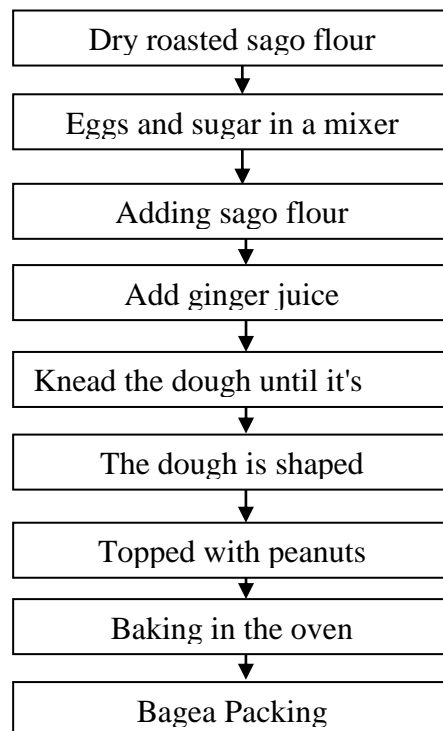 Dry roasted sago flour
Eggs and sugar in a mixer
Adding sago flour
Add ginger juice
Knead the dough until it's
The dough is shaped
Topped with peanuts
Baking in the oven
Bagea Packing